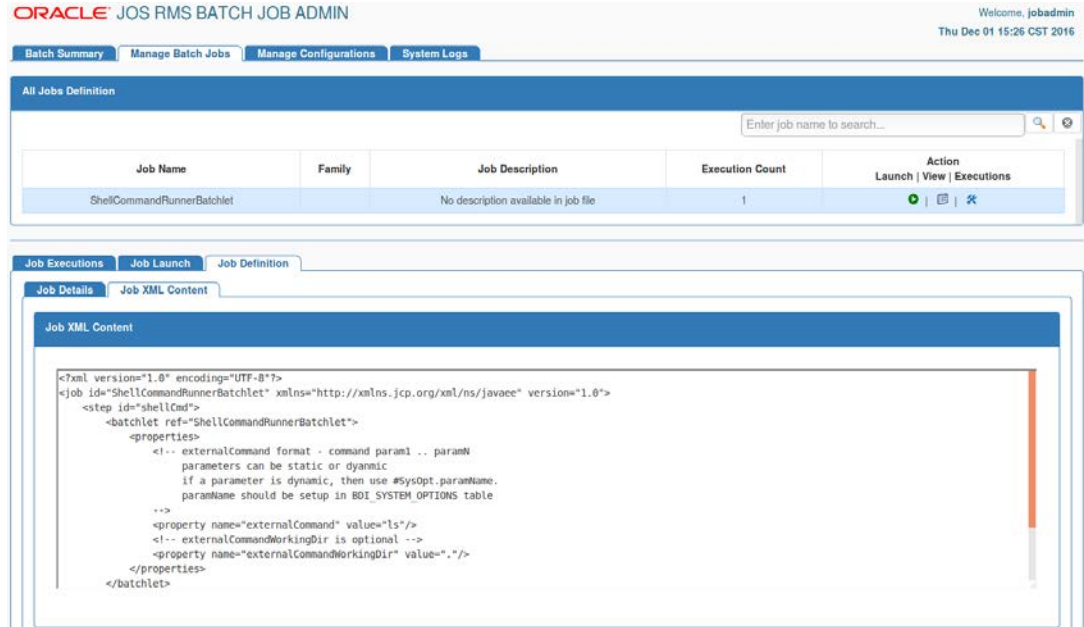 ORACLE® JOS RMS BATCH JOB ADMIN
Welcome, jobadmin
Thu Dec 01 15:26 CST 2016
Batch Summary Manage Batch Jobs Manage Configurations System Logs
All Jobs Definition
Enter job name to search...
Job Name Family Job Description Execution Count Action
Launch | View | Executions
ShellCommandRunnerBatchlet No description available in job file 1 | |
Job Executions Job Launch Job Definition
Job Details Job XML Content
Job XML Content
<?xml version="1.0" encoding="UTF-8"?>
<job id="ShellCommandRunnerBatchlet" xmlns="http://xmlns.jcp.org/xml/ns/javaee" version="1.0">
<step id="shellCmd">
<batchlet ref="ShellCommandRunnerBatchlet">
<properties>
<!-- externalCommand format - command param1 .. paramN
parameters can be static or dyanmic
if a parameter is dynamic, then use #SysOpt.paramName.
paramName should be setup in BDI_SYSTEM_OPTIONS table
-->
<property name="externalCommand" value="ls"/>
<!-- externalCommandWorkingDir is optional -->
<property name="externalCommandWorkingDir" value="."/>
</properties>
</batchlet>